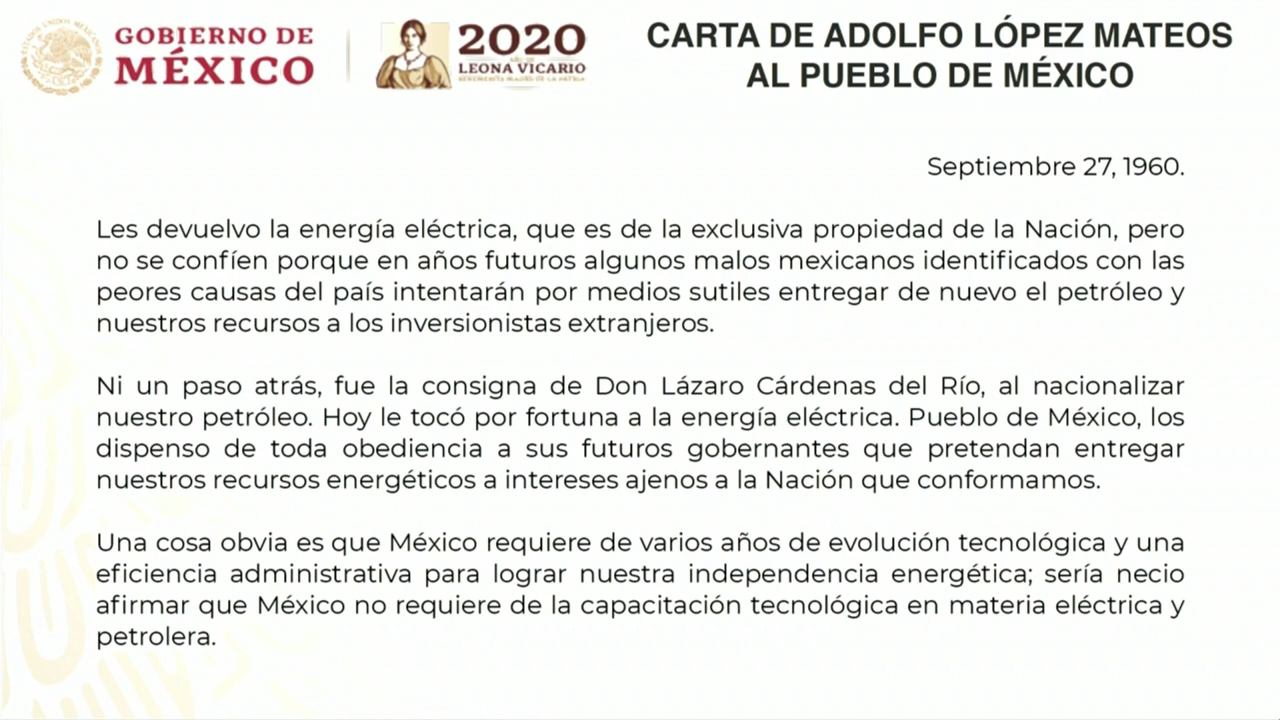 GOBIERNO DE
MÉXICO
2020
LEONA VICARIO
BENEMÉRITA MADRE DE LA PATRIA
CARTA DE ADOLFO LÓPEZ MATEOS
AL PUEBLO DE MÉXICO
Septiembre 27, 1960.
Les devuelvo la energía eléctrica, que es de la exclusiva propiedad de la Nación, pero
no se confíen porque en años futuros algunos malos mexicanos identificados con las
peores causas del país intentarán por medios sutiles entregar de nuevo el petróleo y
nuestros recursos a los inversionistas extranjeros.
Ni un paso atrás, fue la consigna de Don Lázaro Cárdenas del Río, al nacionalizar
nuestro petróleo. Hoy le tocó por fortuna a la energía eléctrica. Pueblo de México, los
dispenso de toda obediencia a sus futuros gobernantes que pretendan entregar
nuestros recursos energéticos a intereses ajenos a la Nación que conformamos.
Una cosa obvia es que México requiere de varios años de evolución tecnológica y una
eficiencia administrativa para lograr nuestra independencia energética; sería necio
afirmar que México no requiere de la capacitación tecnológica en materia eléctrica y
petrolera.